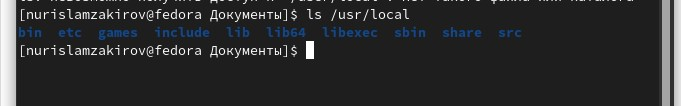 [nurislamzakirov@fedora Документы]$ ls /usr/local
bin etc games include lib lib64 libexec sbin share src
[nurislamzakirov@fedora Документы]$